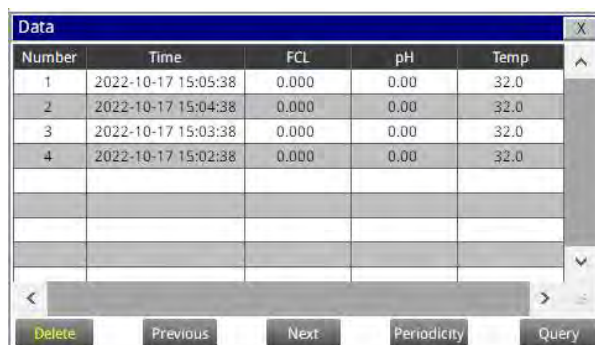 Data X
Number Time FCL pH Temp
1 2022-10-17 15:05:38 0.000 0.00 32.0
2 2022-10-17 15:04:38 0.000 0.00 32.0
3 2022-10-17 15:03:38 0.000 0.00 32.0
4 2022-10-17 15:02:38 0.000 0.00 32.0
Delete Previous Next Periodicity Query